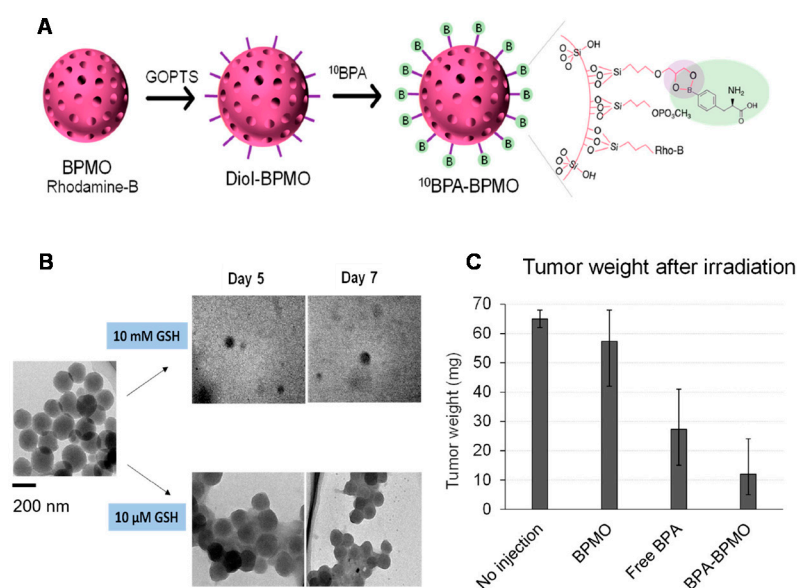 A
GOPTS
¹⁰BPA
BPMO
Rhodamine-B
Diol-BPMO
¹⁰BPA-BPMO
B B B B B B B B B B B B B B
O Si OH
O
O
O
O Si O
O
O
O B
NH₂
OH
O
O
O Si
O
OPO₃CH₃
O
O Si
O
Rho-B
O Si OH
O
O
B
Day 5
Day 7
10 mM GSH
10 µM GSH
200 nm
C
Tumor weight after irradiation
Tumor weight (mg)
70
60
50
40
30
20
10
0
No injection
BPMO
Free BPA
BPA-BPMO